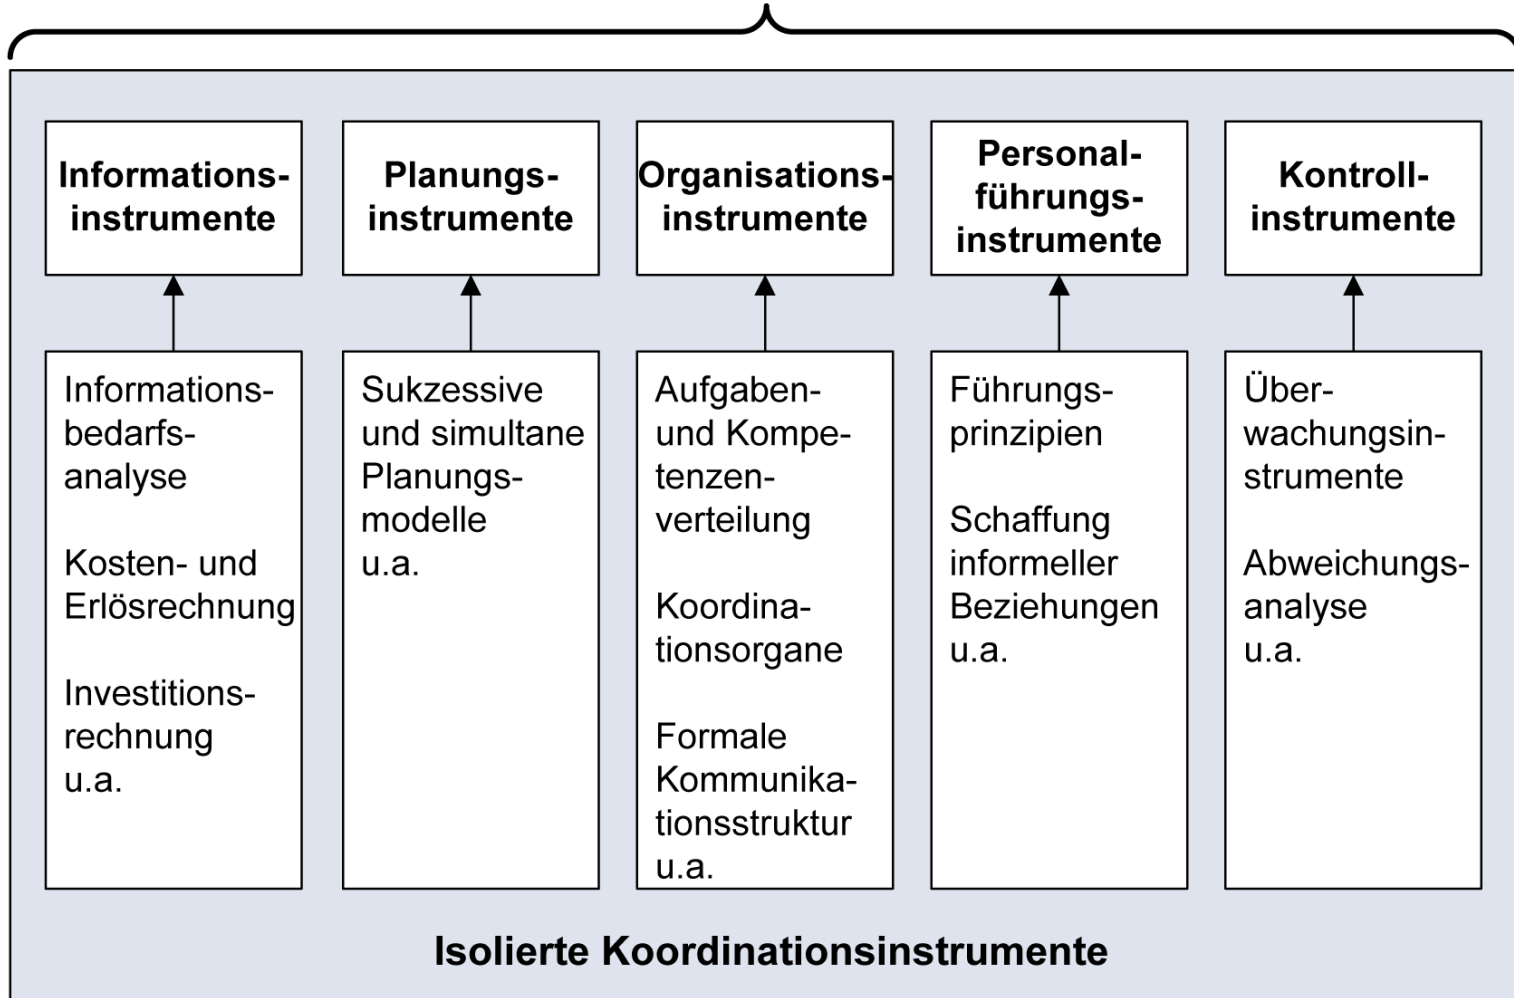 Informations-
instrumente
Planungs-
instrumente
Organisations-
instrumente
Personal-
führungs-
instrumente
Kontroll-
instrumente
Informations-
bedarfs-
analyse
Kosten- und
Erlösrechnung
Investitions-
rechnung
u.a.
Sukzessive
und simultane
Planungs-
modelle
u.a.
Aufgaben-
und Kompe-
tenzen-
verteilung
Koordina-
tionsorgane
Formale
Kommunika-
tionsstruktur
u.a.
Führungs-
prinzipien
Schaffung
informeller
Beziehungen
u.a.
Über-
wachungsin-
strumente
Abweichungs-
analyse
u.a.
Isolierte Koordinationsinstrumente